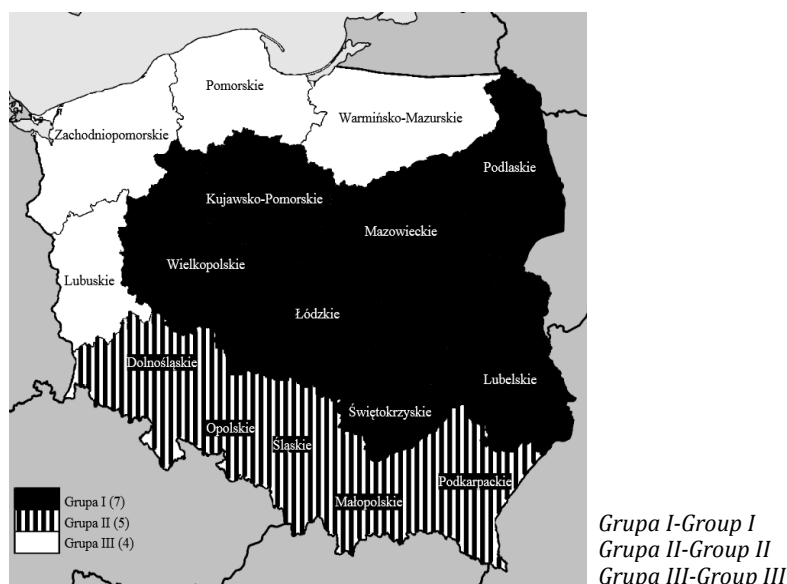 Pomorskie
Warmińsko-Mazurskie
Zachodniopomorskie
Podlaskie
Kujawsko-Pomorskie
Mazowieckie
Wielkopolskie
Lubuskie
Łódzkie
Dolnośląskie
Lubelskie
Świętokrzyskie
Opolskie
Śląskie
Podkarpackie
Małopolskie
Grupa I (7)
Grupa II (5)
Grupa III (4)
Grupa I-Group I
Grupa II-Group II
Grupa III-Group III